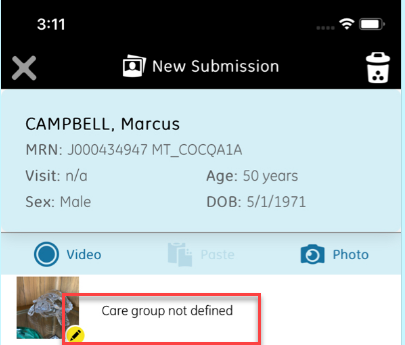 3:11
New Submission
CAMPBELL, Marcus
MRN: J000434947 MT_COCQA1A
Visit: n/a Age: 50 years
Sex: Male DOB: 5/1/1971
Video Paste Photo
Care group not defined